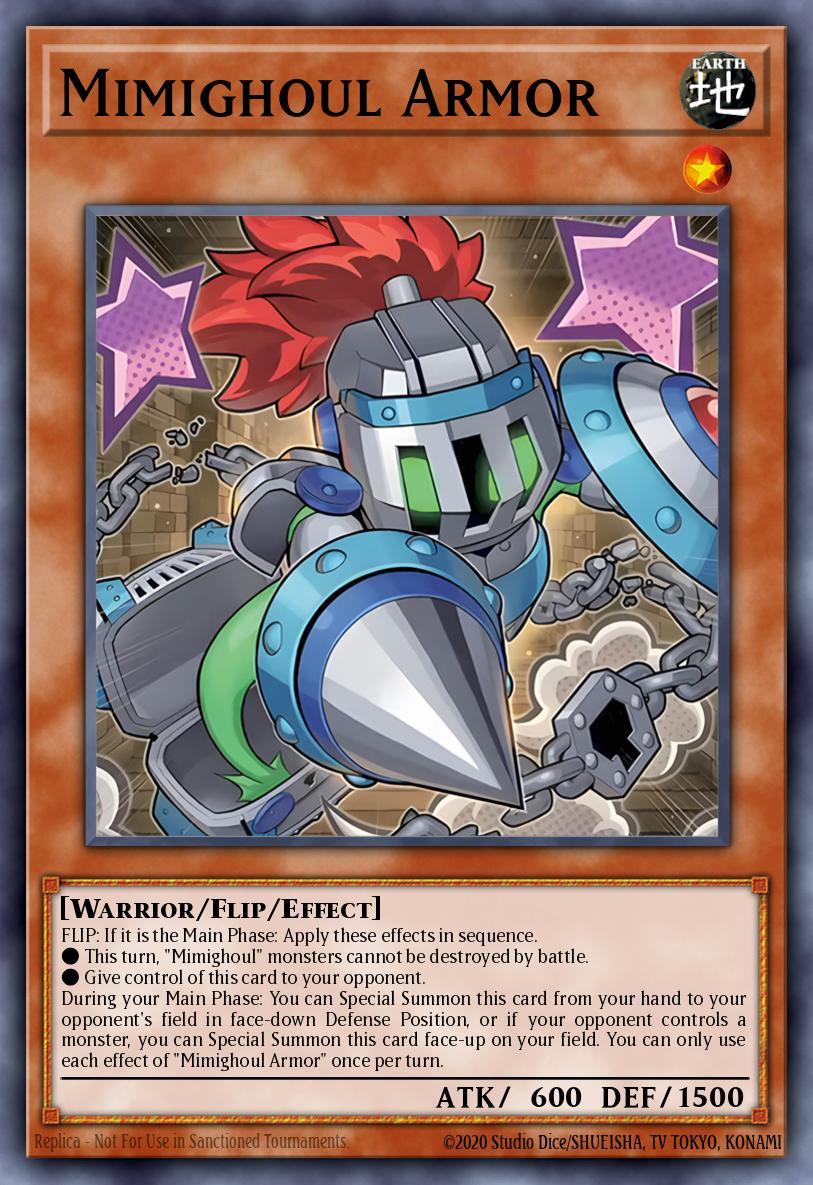 MIMIGHOUL ARMOR
EARTH
地
[WARRIOR/FLIP/EFFECT]
FLIP: If it is the Main Phase: Apply these effects in sequence.
● This turn, "Mimighoul" monsters cannot be destroyed by battle.
● Give control of this card to your opponent.
During your Main Phase: You can Special Summon this card from your hand to your
opponent's field in face-down Defense Position, or if your opponent controls a
monster, you can Special Summon this card face-up on your field. You can only use
each effect of "Mimighoul Armor" once per turn.
ATK/ 600 DEF/1500
Replica - Not For Use in Sanctioned Tournaments.
©2020 Studio Dice/SHUEISHA, TV TOKYO, KONAMI